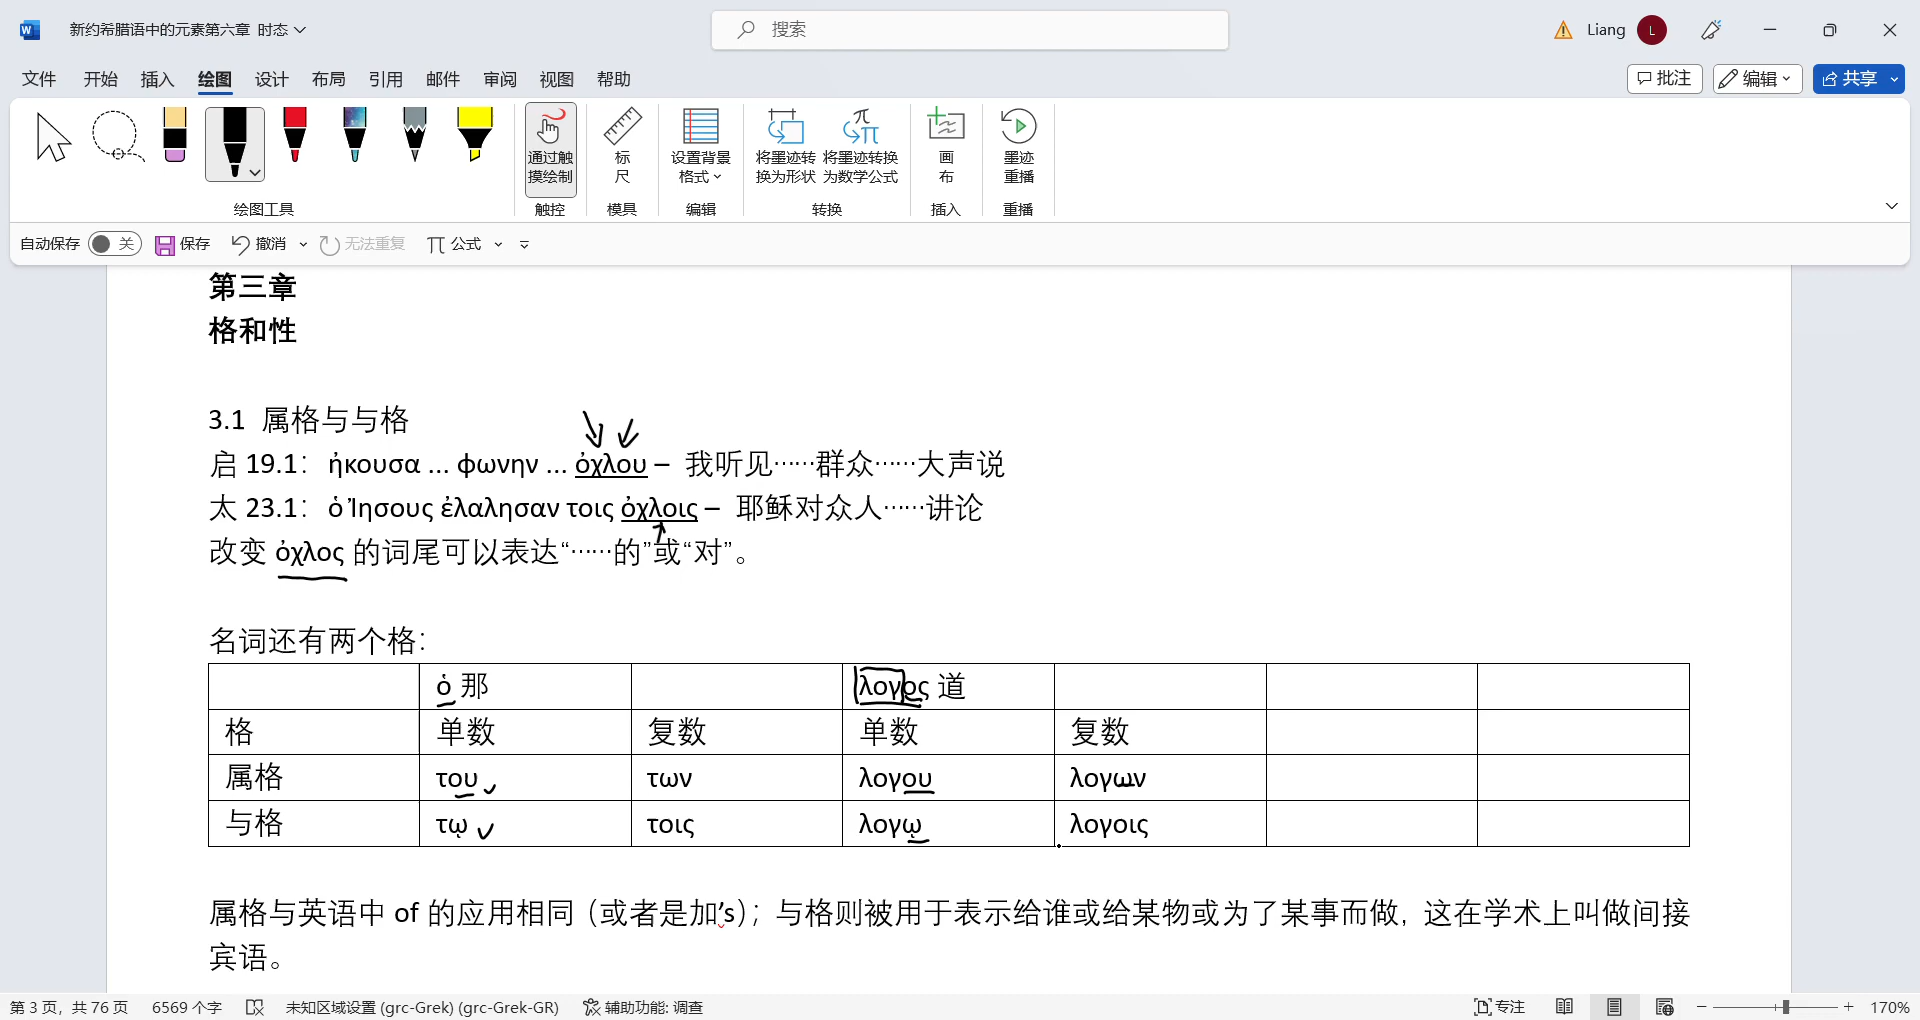 新约希腊语中的元素第六章 时态
搜索
Liang
L
文件 开始 插入 绘图 设计 布局 引用 邮件 审阅 视图 帮助
批注 编辑 共享
通过触摸绘制
标尺
设置背景格式
将墨迹转换为形状
将墨迹转换为数学公式
画布
墨迹重播
绘图工具 触控 模具 编辑 转换 插入 重播
自动保存 关 保存 撤消 无法重复 公式
第三章
格和性
3.1 属格与与格
启 19.1： ἠκουσα ... φωνην ... ὀχλου – 我听见……群众……大声说
太 23.1： ὁ Ἰησους ἐλαλησαν τοις ὀχλοις – 耶稣对众人……讲论
改变 ὀχλος 的词尾可以表达“……的”或“对”。
名词还有两个格：
ὁ 那 λογος 道
格 单数 复数 单数 复数
属格 του των λογου λογων
与格 τῳ τοις λογῳ λογοις
属格与英语中 of 的应用相同（或者是加’s）；与格则被用于表示给谁或给某物或为了某事而做，这在学术上叫做间接
宾语。
第 3 页，共 76 页 6569 个字 未知区域设置 (grc-Grek) (grc-Grek-GR) 辅助功能: 调查 专注 170%